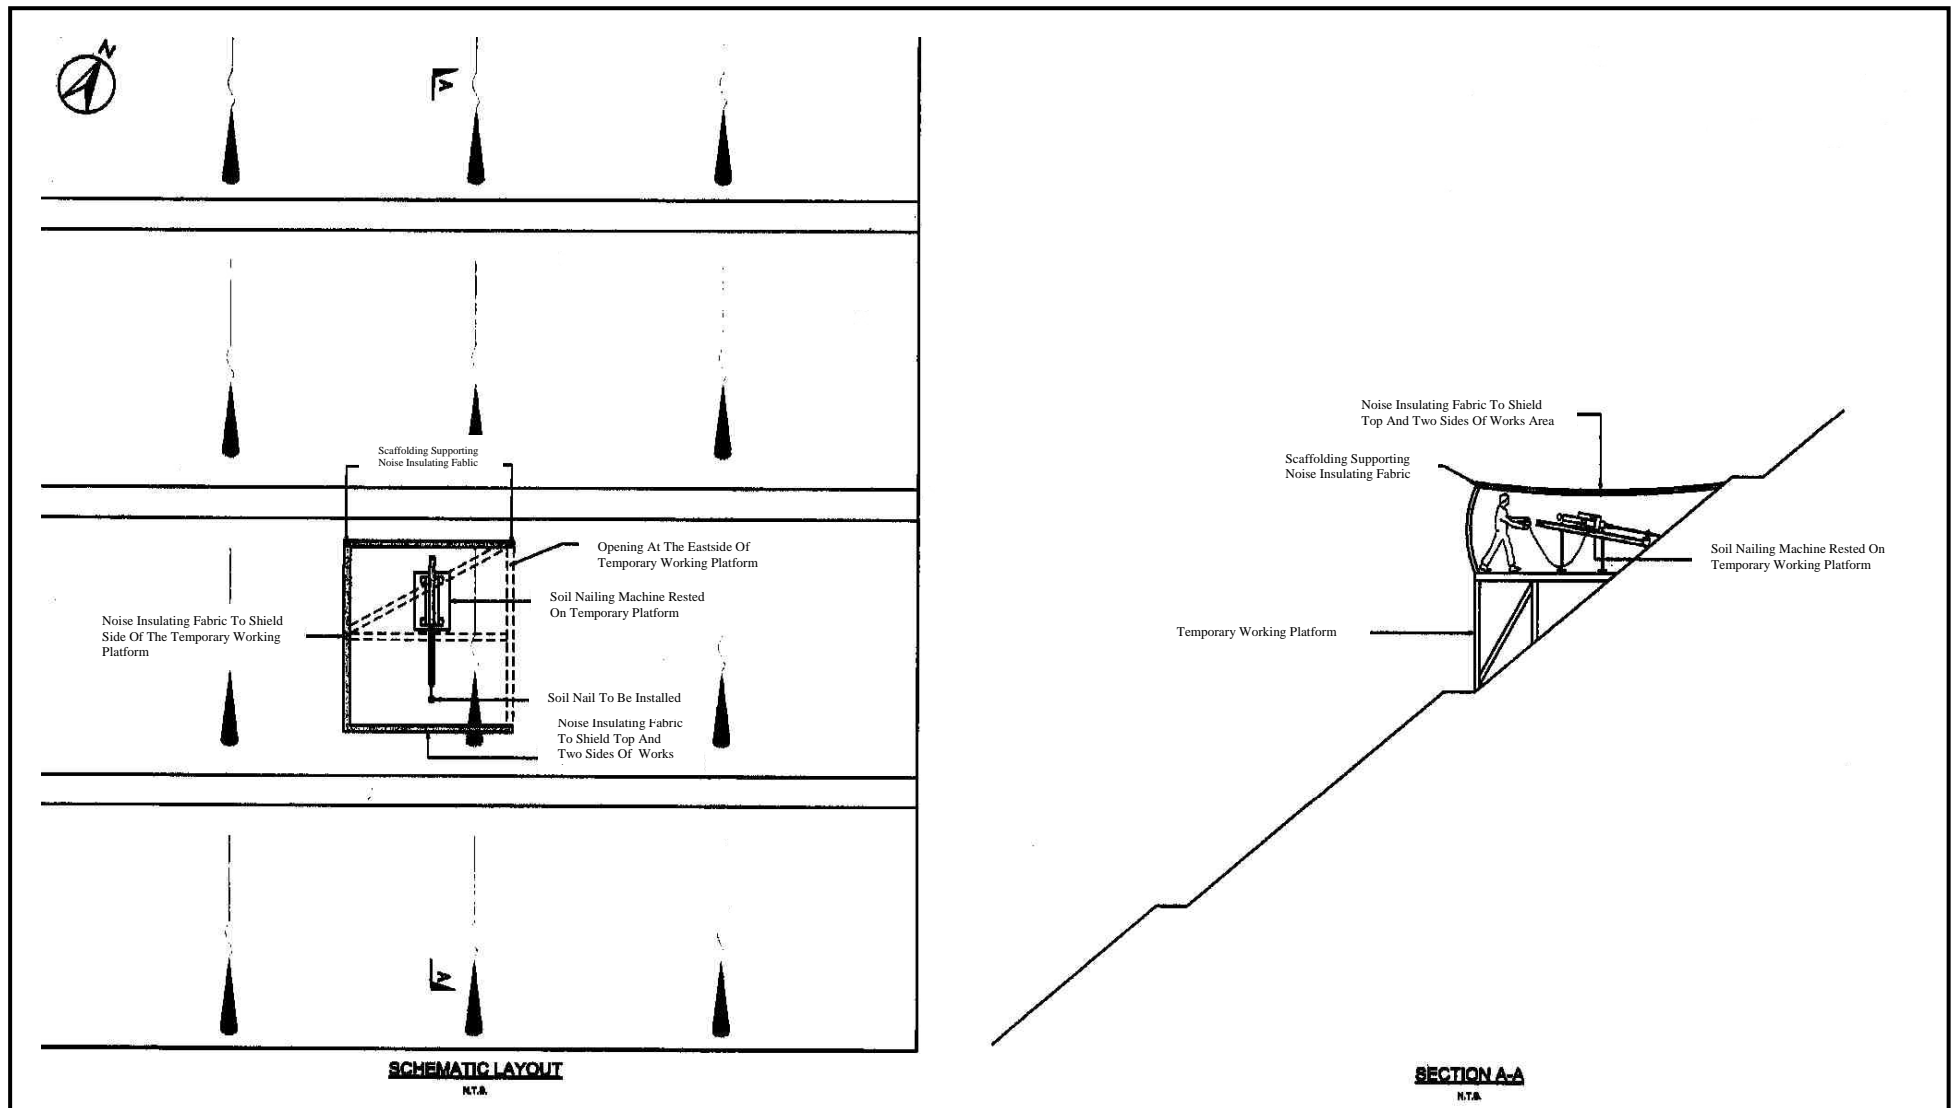 N
A
Scaffolding Supporting
Noise Insulating Fablic
Opening At The Eastside Of
Temporary Working Platform
Soil Nailing Machine Rested
On Temporary Platform
Noise Insulating Fabric To Shield
Side Of The Temporary Working
Platform
Soil Nail To Be Installed
Noise Insulating Fabric
To Shield Top And
Two Sides Of Works
A
SCHEMATIC LAYOUT
N.T.S.
Noise Insulating Fabric To Shield
Top And Two Sides Of Works Area
Scaffolding Supporting
Noise Insulating Fabric
Soil Nailing Machine Rested On
Temporary Working Platform
Temporary Working Platform
SECTION A-A
N.T.S.